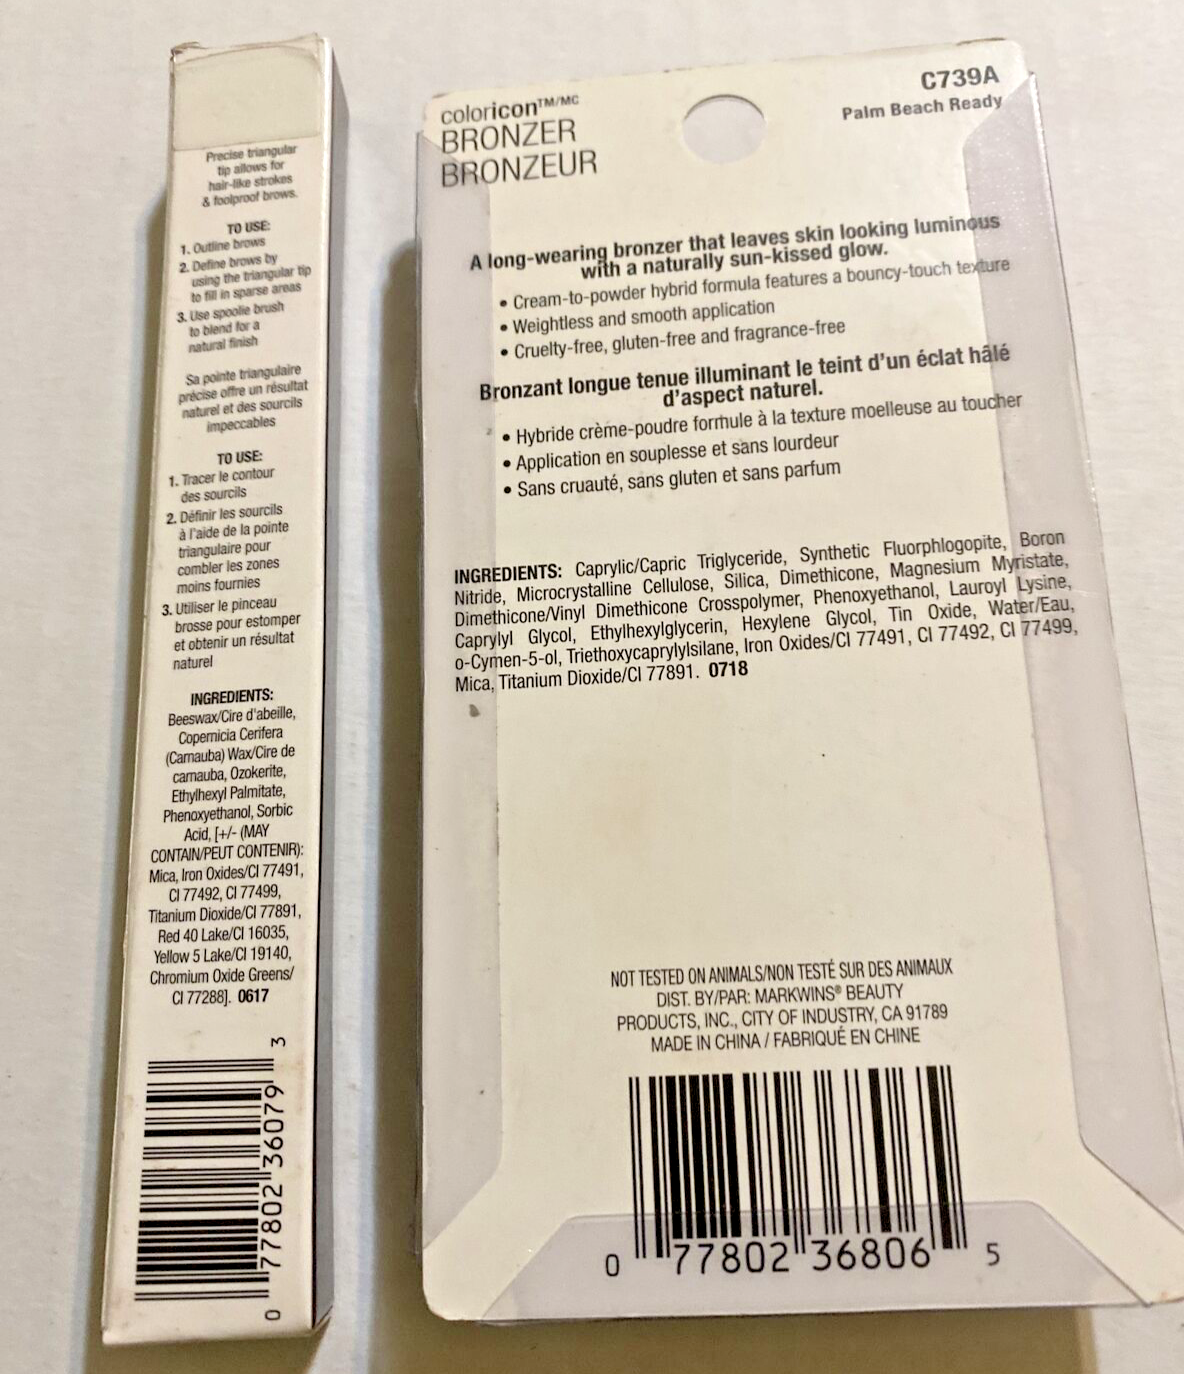 Precise triangular
tip allows for
hair-like strokes
& foolproof brows.
TO USE:
1. Outline brows
2. Define brows by
using the triangular tip
to fill in sparse areas
3. Use spoolie brush
to blend for a
natural finish
Sa pointe triangulaire
précise offre un résultat
naturel et des sourcils
impeccables
TO USE:
1. Tracer le contour
des sourcils
2. Définir les sourcils
à l'aide de la pointe
triangulaire pour
combler les zones
moins fournies
3. Utiliser le pinceau
brosse pour estomper
et obtenir un résultat
naturel
INGREDIENTS:
Beeswax/Cire d'abeille,
Copernicia Cerifera
(Carnauba) Wax/Cire de
carnauba, Ozokerite,
Ethylhexyl Palmitate,
Phenoxyethanol, Sorbic
Acid, [+/- (MAY
CONTAIN/PEUT CONTENIR):
Mica, Iron Oxides/CI 77491,
CI 77492, CI 77499,
Titanium Dioxide/CI 77891,
Red 40 Lake/CI 16035,
Yellow 5 Lake/CI 19140,
Chromium Oxide Greens/
CI 77288]. 0617
0 77802 36079 3
coloricon™/MC
BRONZER
BRONZEUR
C739A
Palm Beach Ready
A long-wearing bronzer that leaves skin looking luminous
with a naturally sun-kissed glow.
• Cream-to-powder hybrid formula features a bouncy-touch texture
• Weightless and smooth application
• Cruelty-free, gluten-free and fragrance-free
Bronzant longue tenue illuminant le teint d'un éclat hâlé
d'aspect naturel.
• Hybride crème-poudre formule à la texture moelleuse au toucher
• Application en souplesse et sans lourdeur
• Sans cruauté, sans gluten et sans parfum
INGREDIENTS: Caprylic/Capric Triglyceride, Synthetic Fluorphlogopite, Boron
Nitride, Microcrystalline Cellulose, Silica, Dimethicone, Magnesium Myristate,
Dimethicone/Vinyl Dimethicone Crosspolymer, Phenoxyethanol, Lauroyl Lysine,
Caprylyl Glycol, Ethylhexylglycerin, Hexylene Glycol, Tin Oxide, Water/Eau,
o-Cymen-5-ol, Triethoxycaprylylsilane, Iron Oxides/CI 77491, CI 77492, CI 77499,
Mica, Titanium Dioxide/CI 77891. 0718
NOT TESTED ON ANIMALS/NON TESTÉ SUR DES ANIMAUX
DIST. BY/PAR: MARKWINS® BEAUTY
PRODUCTS, INC., CITY OF INDUSTRY, CA 91789
MADE IN CHINA / FABRIQUÉ EN CHINE
0 77802 36806 5